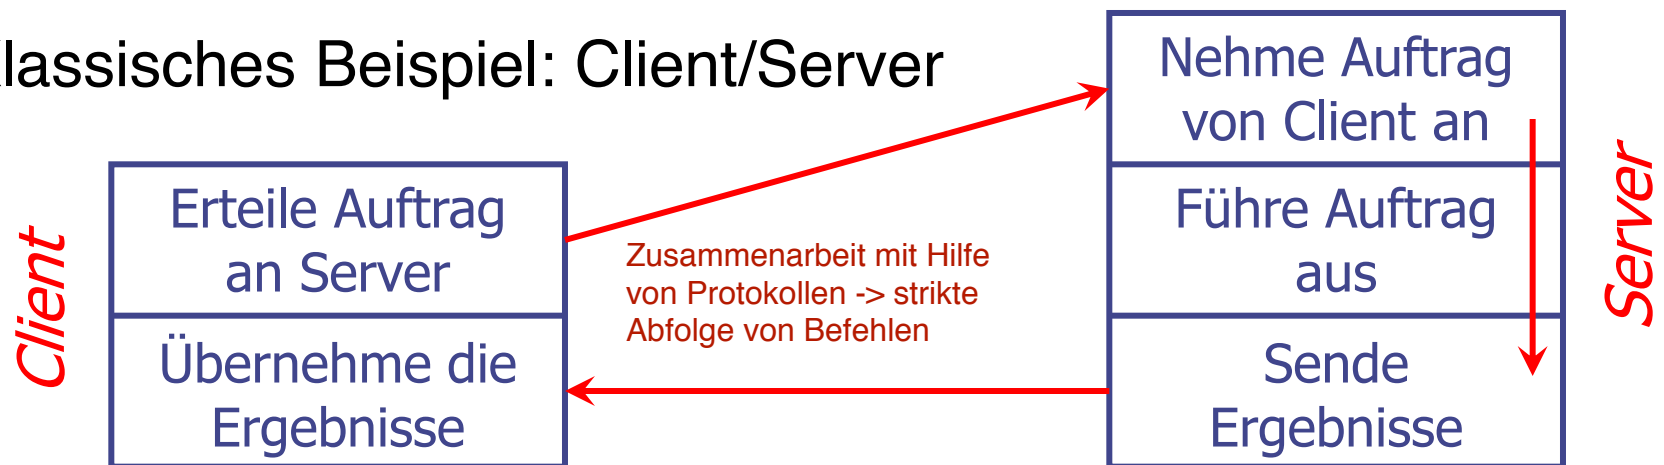 lassisches Beispiel: Client/Server
Client
Erteile Auftrag
an Server
Übernehme die
Ergebnisse
Zusammenarbeit mit Hilfe
von Protokollen -> strikte
Abfolge von Befehlen
Nehme Auftrag
von Client an
Führe Auftrag
aus
Sende
Ergebnisse
Server